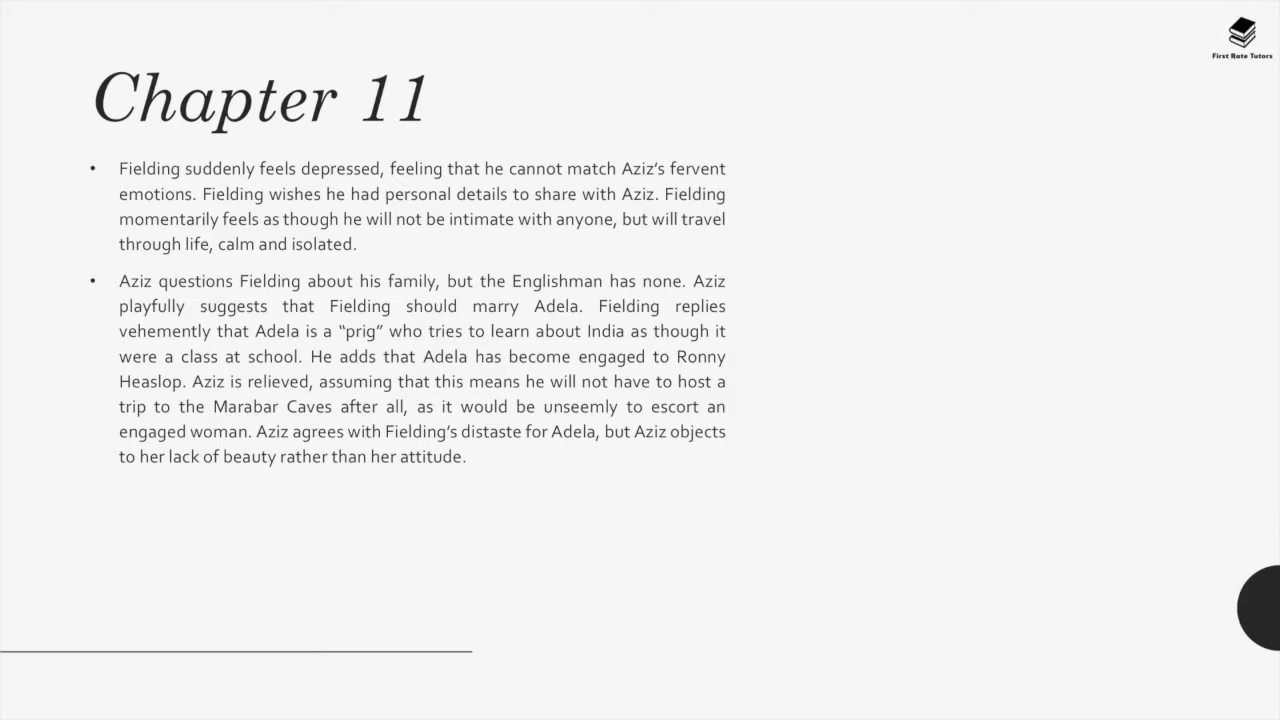 First Rate Tutors
Chapter 11
• Fielding suddenly feels depressed, feeling that he cannot match Aziz’s fervent
emotions. Fielding wishes he had personal details to share with Aziz. Fielding
momentarily feels as though he will not be intimate with anyone, but will travel
through life, calm and isolated.
• Aziz questions Fielding about his family, but the Englishman has none. Aziz
playfully suggests that Fielding should marry Adela. Fielding replies
vehemently that Adela is a “prig” who tries to learn about India as though it
were a class at school. He adds that Adela has become engaged to Ronny
Heaslop. Aziz is relieved, assuming that this means he will not have to host a
trip to the Marabar Caves after all, as it would be unseemly to escort an
engaged woman. Aziz agrees with Fielding’s distaste for Adela, but Aziz objects
to her lack of beauty rather than her attitude.